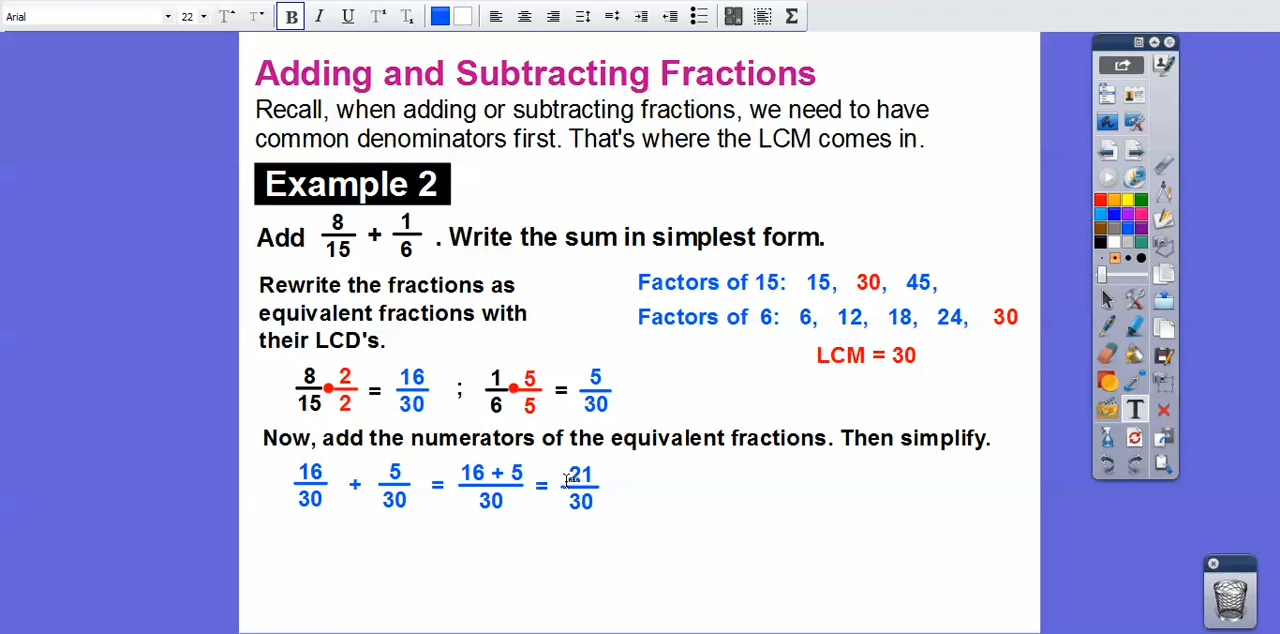 Arial 22 B I U T T Σ
Adding and Subtracting Fractions
Recall, when adding or subtracting fractions, we need to have
common denominators first. That's where the LCM comes in.
Example 2
Add 8/15 + 1/6 . Write the sum in simplest form.
Rewrite the fractions as
equivalent fractions with
their LCD's.
Factors of 15: 15, 30, 45,
Factors of 6: 6, 12, 18, 24, 30
LCM = 30
8/15 • 2/2 = 16/30 ; 1/6 • 5/5 = 5/30
Now, add the numerators of the equivalent fractions. Then simplify.
16/30 + 5/30 = 16 + 5/30 = 21/30
T